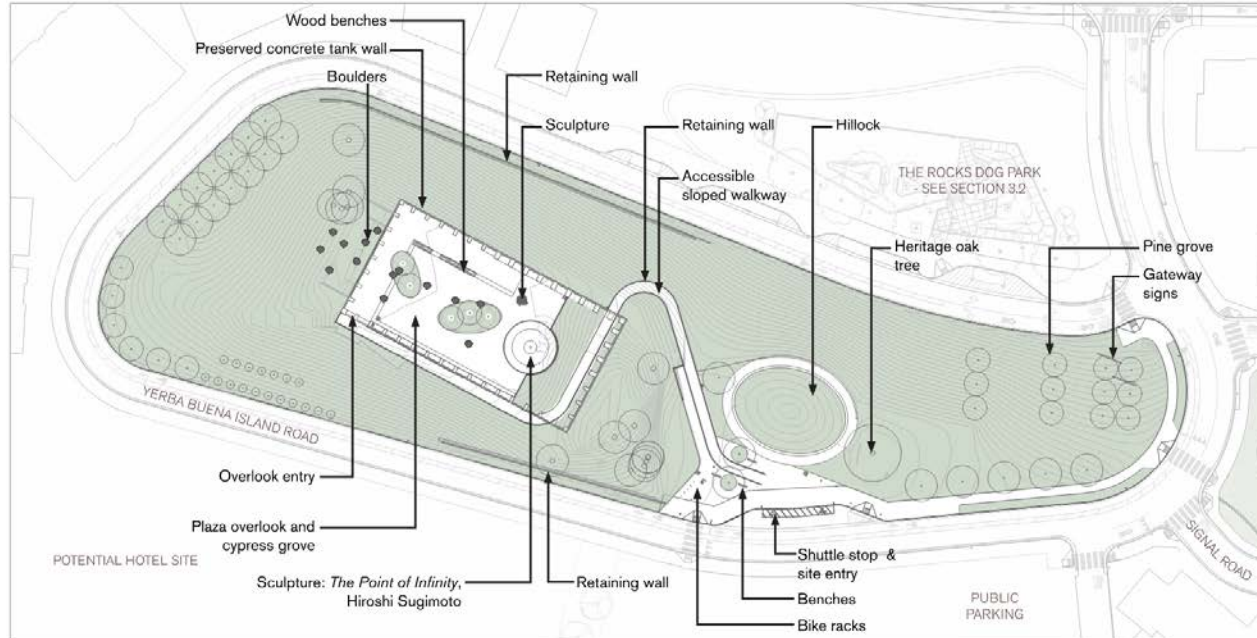 Wood benches
Preserved concrete tank wall
Boulders
Retaining wall
Sculpture
Retaining wall
Hillock
Accessible
sloped walkway
THE ROCKS DOG PARK
- SEE SECTION 3.2
Heritage oak
tree
Pine grove
Gateway
signs
YERBA BUENA ISLAND ROAD
Overlook entry
Plaza overlook and
cypress grove
POTENTIAL HOTEL SITE
Sculpture: The Point of Infinity,
Hiroshi Sugimoto
Retaining wall
Shuttle stop &
site entry
Benches
Bike racks
PUBLIC
PARKING
SIGNAL ROAD